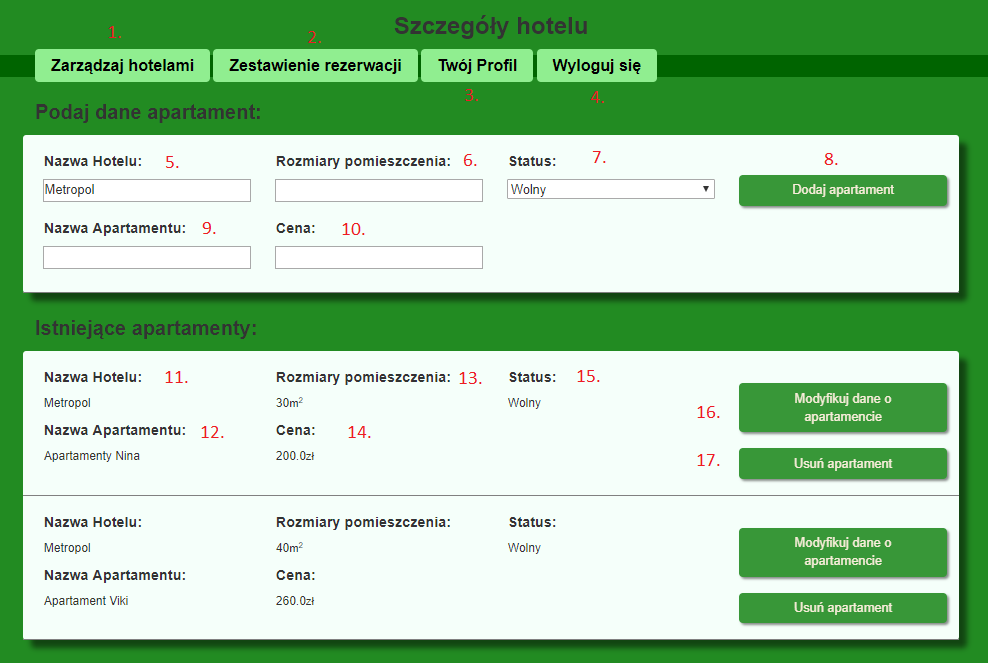 Szczegóły hotelu
1. 2.
Zarządzaj hotelami Zestawienie rezerwacji Twój Profil Wyloguj się
3. 4.
Podaj dane apartament:
Nazwa Hotelu: 5. Rozmiary pomieszczenia: 6. Status: 7. 8.
Metropol Wolny Dodaj apartament
Nazwa Apartamentu: 9. Cena: 10.
Istniejące apartamenty:
Nazwa Hotelu: 11. Rozmiary pomieszczenia: 13. Status: 15.
Metropol 30m² Wolny
16. Modyfikuj dane o
apartamencie
Nazwa Apartamentu: 12. Cena: 14.
Apartamenty Nina 200.0zł
17. Usuń apartament
Nazwa Hotelu: Rozmiary pomieszczenia: Status:
Metropol 40m² Wolny
Modyfikuj dane o
apartamencie
Nazwa Apartamentu: Cena:
Apartament Viki 260.0zł
Usuń apartament